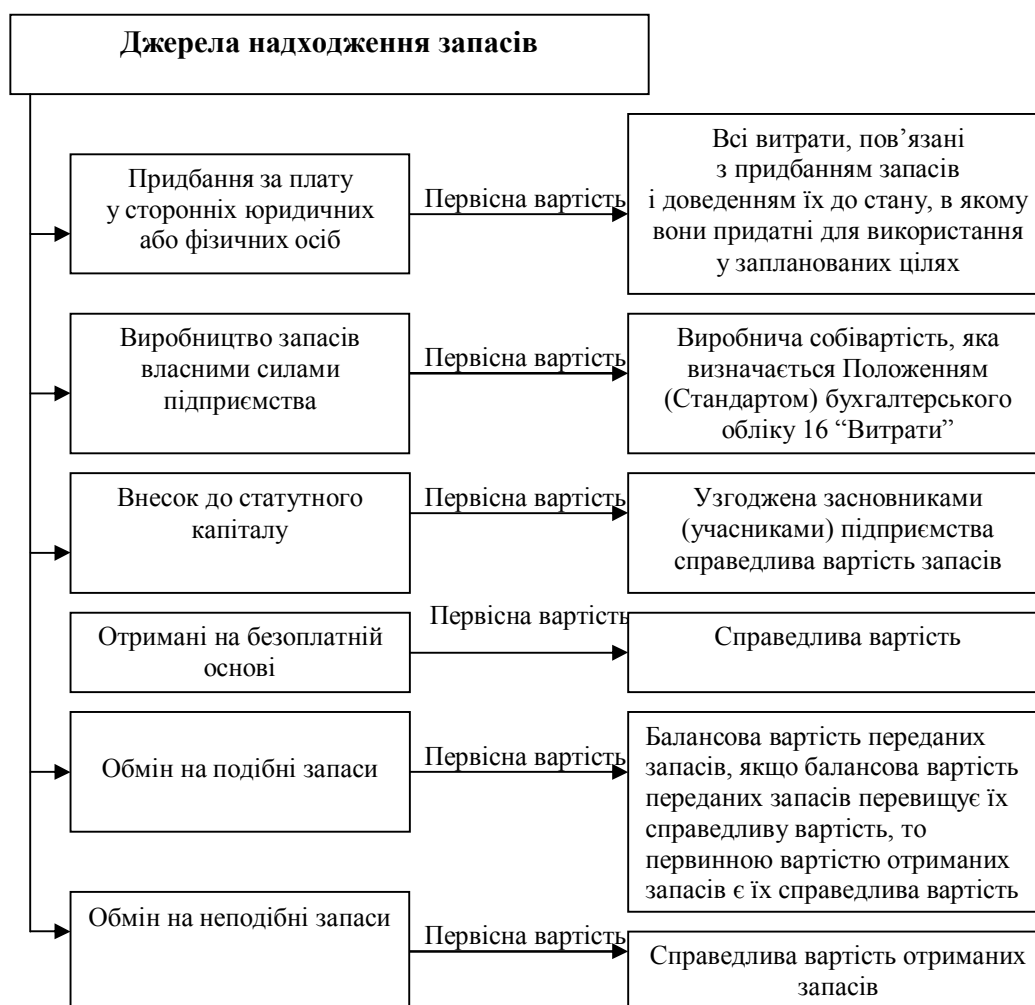 Джерела надходження запасів
Придбання за плату
у сторонніх юридичних
або фізичних осіб
Первісна вартість
Всі витрати, пов’язані
з придбанням запасів
і доведенням їх до стану, в якому
вони придатні для використання
у запланованих цілях
Виробництво запасів
власними силами
підприємства
Первісна вартість
Виробнича собівартість, яка
визначається Положенням
(Стандартом) бухгалтерського
обліку 16 “Витрати”
Внесок до статутного
капіталу
Первісна вартість
Узгоджена засновниками
(учасниками) підприємства
справедлива вартість запасів
Отримані на безоплатній
основі
Первісна вартість
Справедлива вартість
Обмін на подібні запаси
Первісна вартість
Балансова вартість переданих
запасів, якщо балансова вартість
переданих запасів перевищує їх
справедливу вартість, то
первинною вартістю отриманих
запасів є їх справедлива вартість
Обмін на неподібні запаси
Первісна вартість
Справедлива вартість отриманих
запасів